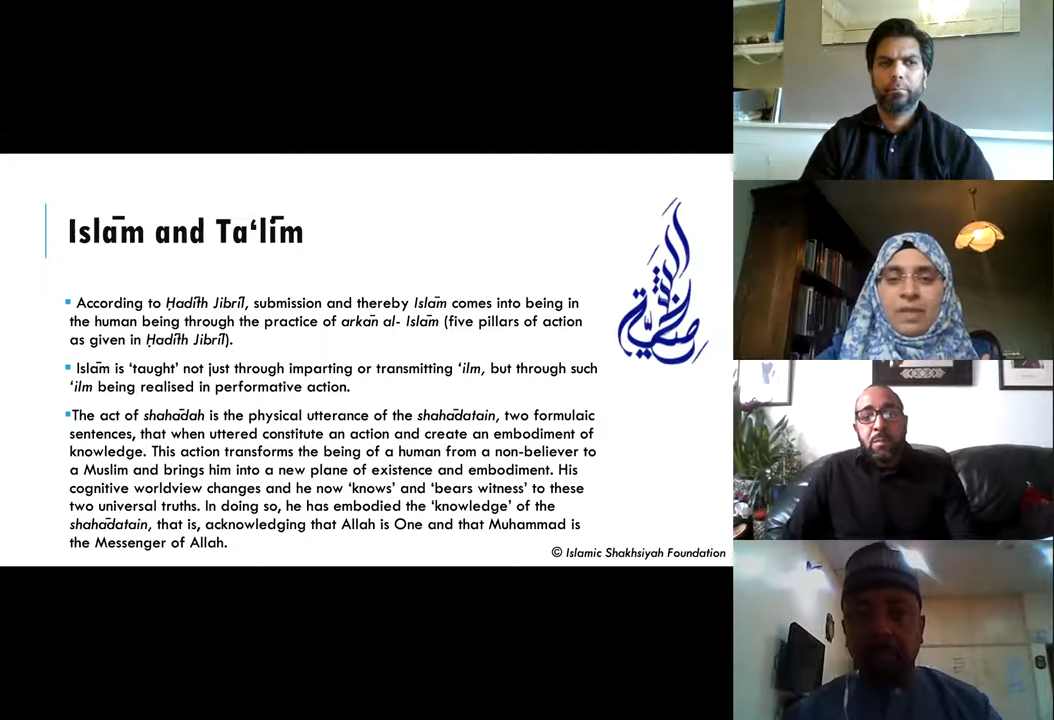 Islām and Ta‘līm
▪ According to Ḥadīth Jibrīl, submission and thereby Islām comes into being in
the human being through the practice of arkān al- Islām (five pillars of action
as given in Ḥadīth Jibrīl).
▪ Islām is ‘taught’ not just through imparting or transmitting ‘ilm, but through such
‘ilm being realised in performative action.
▪The act of shahādah is the physical utterance of the shahādatain, two formulaic
sentences, that when uttered constitute an action and create an embodiment of
knowledge. This action transforms the being of a human from a non-believer to
a Muslim and brings him into a new plane of existence and embodiment. His
cognitive worldview changes and he now ‘knows’ and ‘bears witness’ to these
two universal truths. In doing so, he has embodied the ‘knowledge’ of the
shahādatain, that is, acknowledging that Allah is One and that Muhammad is
the Messenger of Allah.
© Islamic Shakhsiyah Foundation